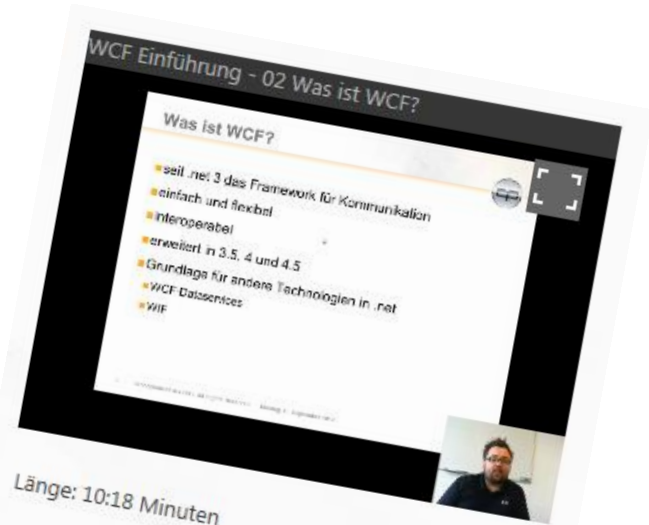 WCF Einführung - 02 Was ist WCF?
Was ist WCF?
seit .net 3 das Framework für Kommunikation
einfach und flexibel
interoperabel
erweitert in 3.5, 4 und 4.5
Grundlage für andere Technologien in .net
WCF Dataservices
WIF
Länge: 10:18 Minuten